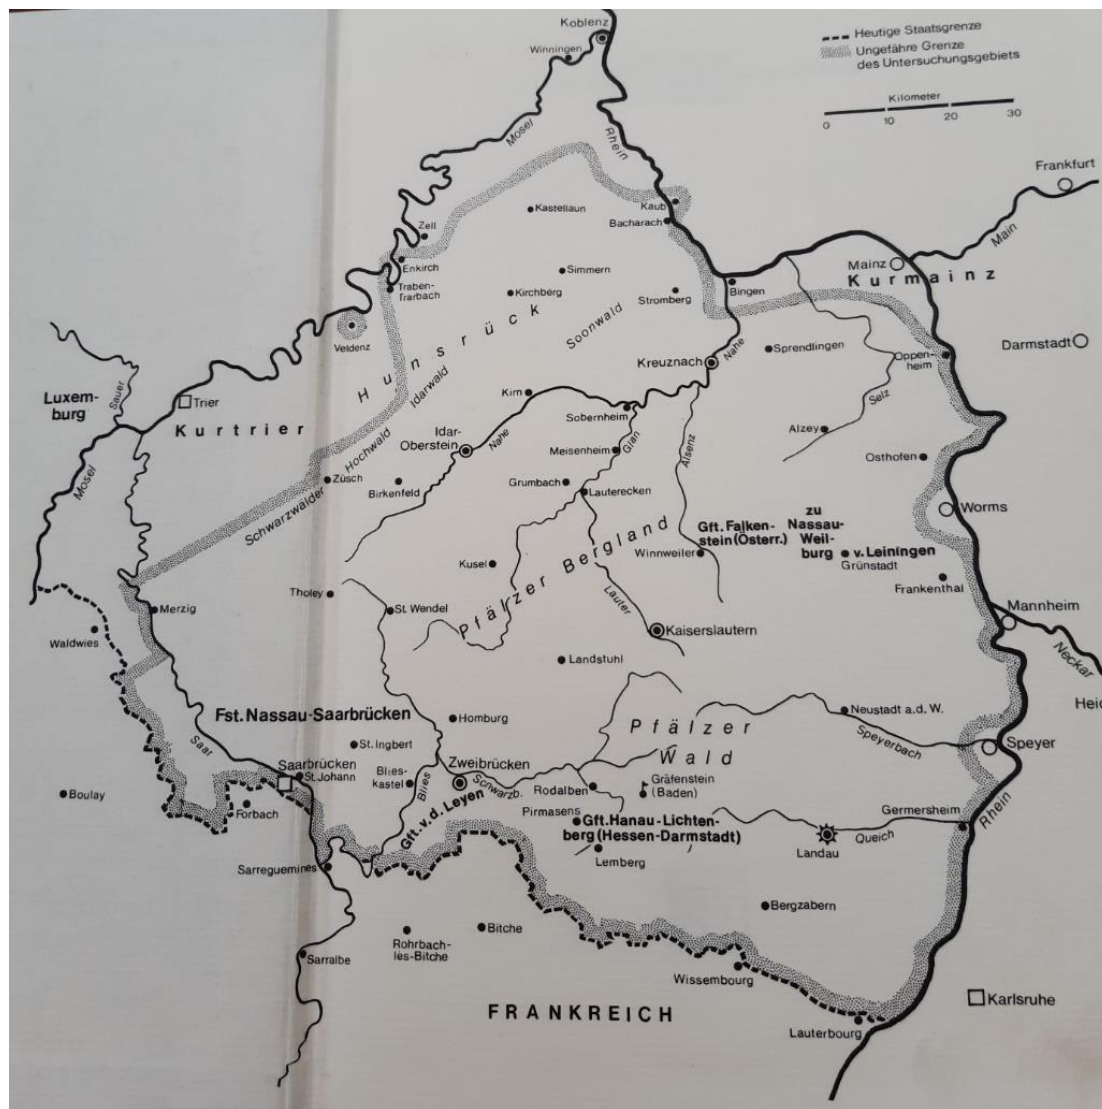 Koblenz
Winningen
Heutige Staatsgrenze
Ungefähre Grenze
des Untersuchungsgebiets
Kilometer
0 10 20 30
Mosel
Rhein
Frankfurt
Main
Kastellaun
Kaub
Bacharach
Zell
Enkirch
Traben-
Trarbach
Simmern
Kirchberg
Stromberg
Bingen
Mainz
Kurmainz
Darmstadt
Veldenz
Hunsrück
Soonwald
Idarwald
Kreuznach
Nahe
Sprendlingen
Oppen-
heim
Selz
Luxem-
burg
Sauer
Trier
Kurtrier
Kirn
Sobernheim
Idar-
Oberstein
Nahe
Hochwald
Meisenheim
Glan
Alsenz
Alzey
Osthofen
Mosel
Züsch
Birkenfeld
Grumbach
Lauterecken
Schwarzwälder
Worms
Gft. Falken-
stein (Österr.)
zu
Nassau-
Weil-
burg
v. Leiningen
Grünstadt
Winnweiler
Frankenthal
Kusel
Pfälzer Bergland
Lauter
Tholey
St. Wendel
Merzig
Waldwies
Kaiserslautern
Mannheim
Neckar
Landstuhl
Heid
Fst. Nassau-Saarbrücken
Homburg
Pfälzer
Wald
Neustadt a.d. W.
Speyerbach
Speyer
Saar
St. Ingbert
Saarbrücken
St. Johann
Blies-
kastel
Blies
Zweibrücken
Schwarzb.
Gft. v. d. Leyen
Rodalben
Gräfenstein
(Baden)
Boulay
Forbach
Pirmasens
Gft. Hanau-Lichten-
berg (Hessen-Darmstadt)
Lemberg
Germersheim
Rhein
Landau
Queich
Sarreguemines
Bergzabern
Bitche
Rohrbach-
lès-Bitche
Sarralbe
Wissembourg
FRANKREICH
Karlsruhe
Lauterbourg